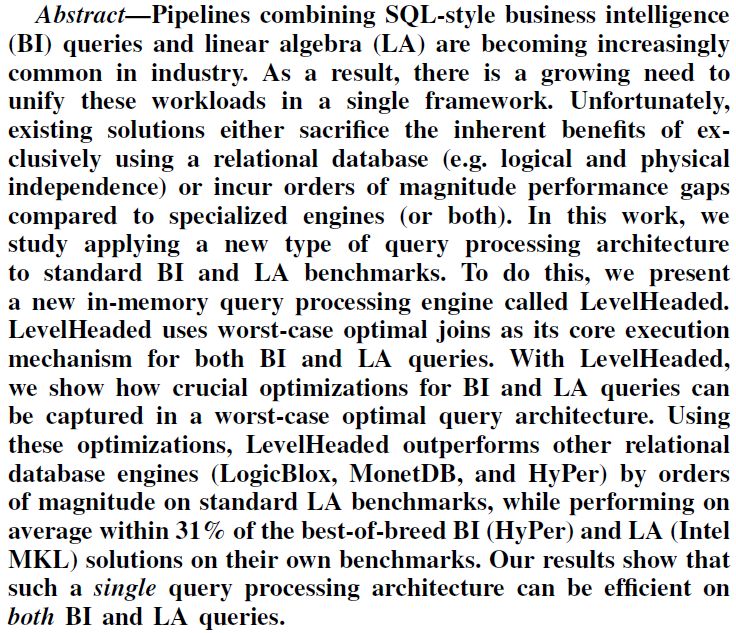 Abstract—Pipelines combining SQL-style business intelligence
(BI) queries and linear algebra (LA) are becoming increasingly
common in industry. As a result, there is a growing need to
unify these workloads in a single framework. Unfortunately,
existing solutions either sacrifice the inherent benefits of ex-
clusively using a relational database (e.g. logical and physical
independence) or incur orders of magnitude performance gaps
compared to specialized engines (or both). In this work, we
study applying a new type of query processing architecture
to standard BI and LA benchmarks. To do this, we present
a new in-memory query processing engine called LevelHeaded.
LevelHeaded uses worst-case optimal joins as its core execution
mechanism for both BI and LA queries. With LevelHeaded,
we show how crucial optimizations for BI and LA queries can
be captured in a worst-case optimal query architecture. Using
these optimizations, LevelHeaded outperforms other relational
database engines (LogicBlox, MonetDB, and HyPer) by orders
of magnitude on standard LA benchmarks, while performing on
average within 31% of the best-of-breed BI (HyPer) and LA (Intel
MKL) solutions on their own benchmarks. Our results show that
such a single query processing architecture can be efficient on
both BI and LA queries.